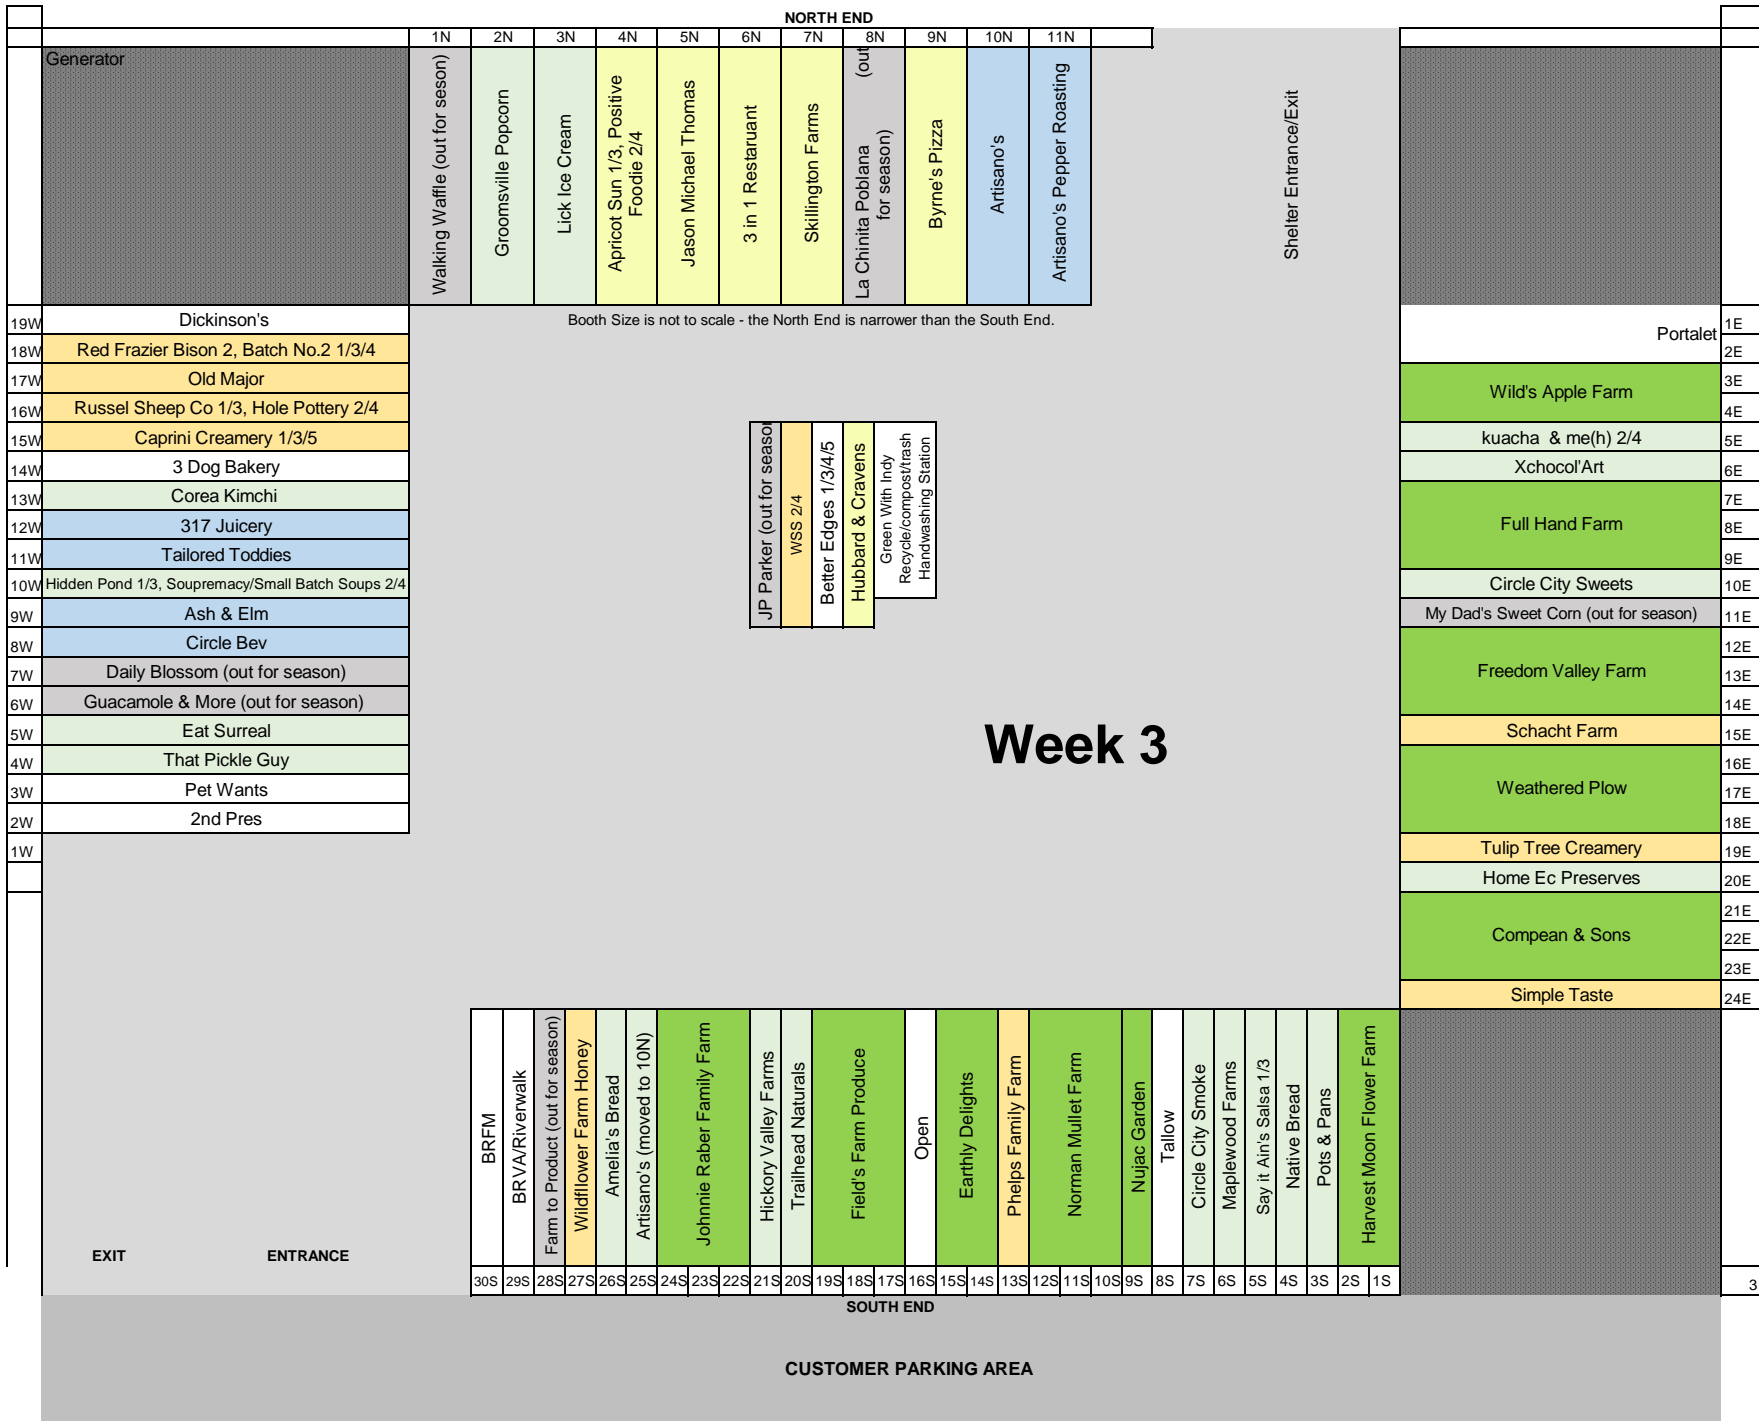 NORTH END
1N 2N 3N 4N 5N 6N 7N 8N 9N 10N 11N
Generator
Walking Waffle (out for seson)
Groomsville Popcorn
Lick Ice Cream
Apricot Sun 1/3, Positive
Foodie 2/4
Jason Michael Thomas
3 in 1 Restaruant
Skillington Farms
La Chinita Poblana (out
for season)
Byrne's Pizza
Artisano's
Artisano's Pepper Roasting
Shelter Entrance/Exit
Booth Size is not to scale - the North End is narrower than the South End.
19W Dickinson's
18W Red Frazier Bison 2, Batch No.2 1/3/4
17W Old Major
16W Russel Sheep Co 1/3, Hole Pottery 2/4
15W Caprini Creamery 1/3/5
14W 3 Dog Bakery
13W Corea Kimchi
12W 317 Juicery
11W Tailored Toddies
10W Hidden Pond 1/3, Soupremacy/Small Batch Soups 2/4
9W Ash & Elm
8W Circle Bev
7W Daily Blossom (out for season)
6W Guacamole & More (out for season)
5W Eat Surreal
4W That Pickle Guy
3W Pet Wants
2W 2nd Pres
1W
JP Parker (out for season
WSS 2/4
Better Edges 1/3/4/5
Hubbard & Cravens
Green With Indy
Recycle/compost/trash
Handwashing Station
Week 3
Portalet
1E
2E
Wild's Apple Farm
3E
4E
kuacha & me(h) 2/4 5E
Xchocol'Art 6E
Full Hand Farm
7E
8E
9E
Circle City Sweets 10E
My Dad's Sweet Corn (out for season) 11E
Freedom Valley Farm
12E
13E
14E
Schacht Farm 15E
Weathered Plow
16E
17E
18E
Tulip Tree Creamery 19E
Home Ec Preserves 20E
Compean & Sons
21E
22E
23E
Simple Taste 24E
BRFM
BRVA/Riverwalk
Farm to Product (out for season)
Wildfllower Farm Honey
Amelia's Bread
Artisano's (moved to 10N)
Johnnie Raber Family Farm
Hickory Valley Farms
Trailhead Naturals
Field's Farm Produce
Open
Earthly Delights
Phelps Family Farm
Norman Mullet Farm
Nujac Garden
Tallow
Circle City Smoke
Maplewood Farms
Say it Ain's Salsa 1/3
Native Bread
Pots & Pans
Harvest Moon Flower Farm
EXIT ENTRANCE
30S 29S 28S 27S 26S 25S 24S 23S 22S 21S 20S 19S 18S 17S 16S 15S 14S 13S 12S 11S 10S 9S 8S 7S 6S 5S 4S 3S 2S 1S 3
SOUTH END
CUSTOMER PARKING AREA